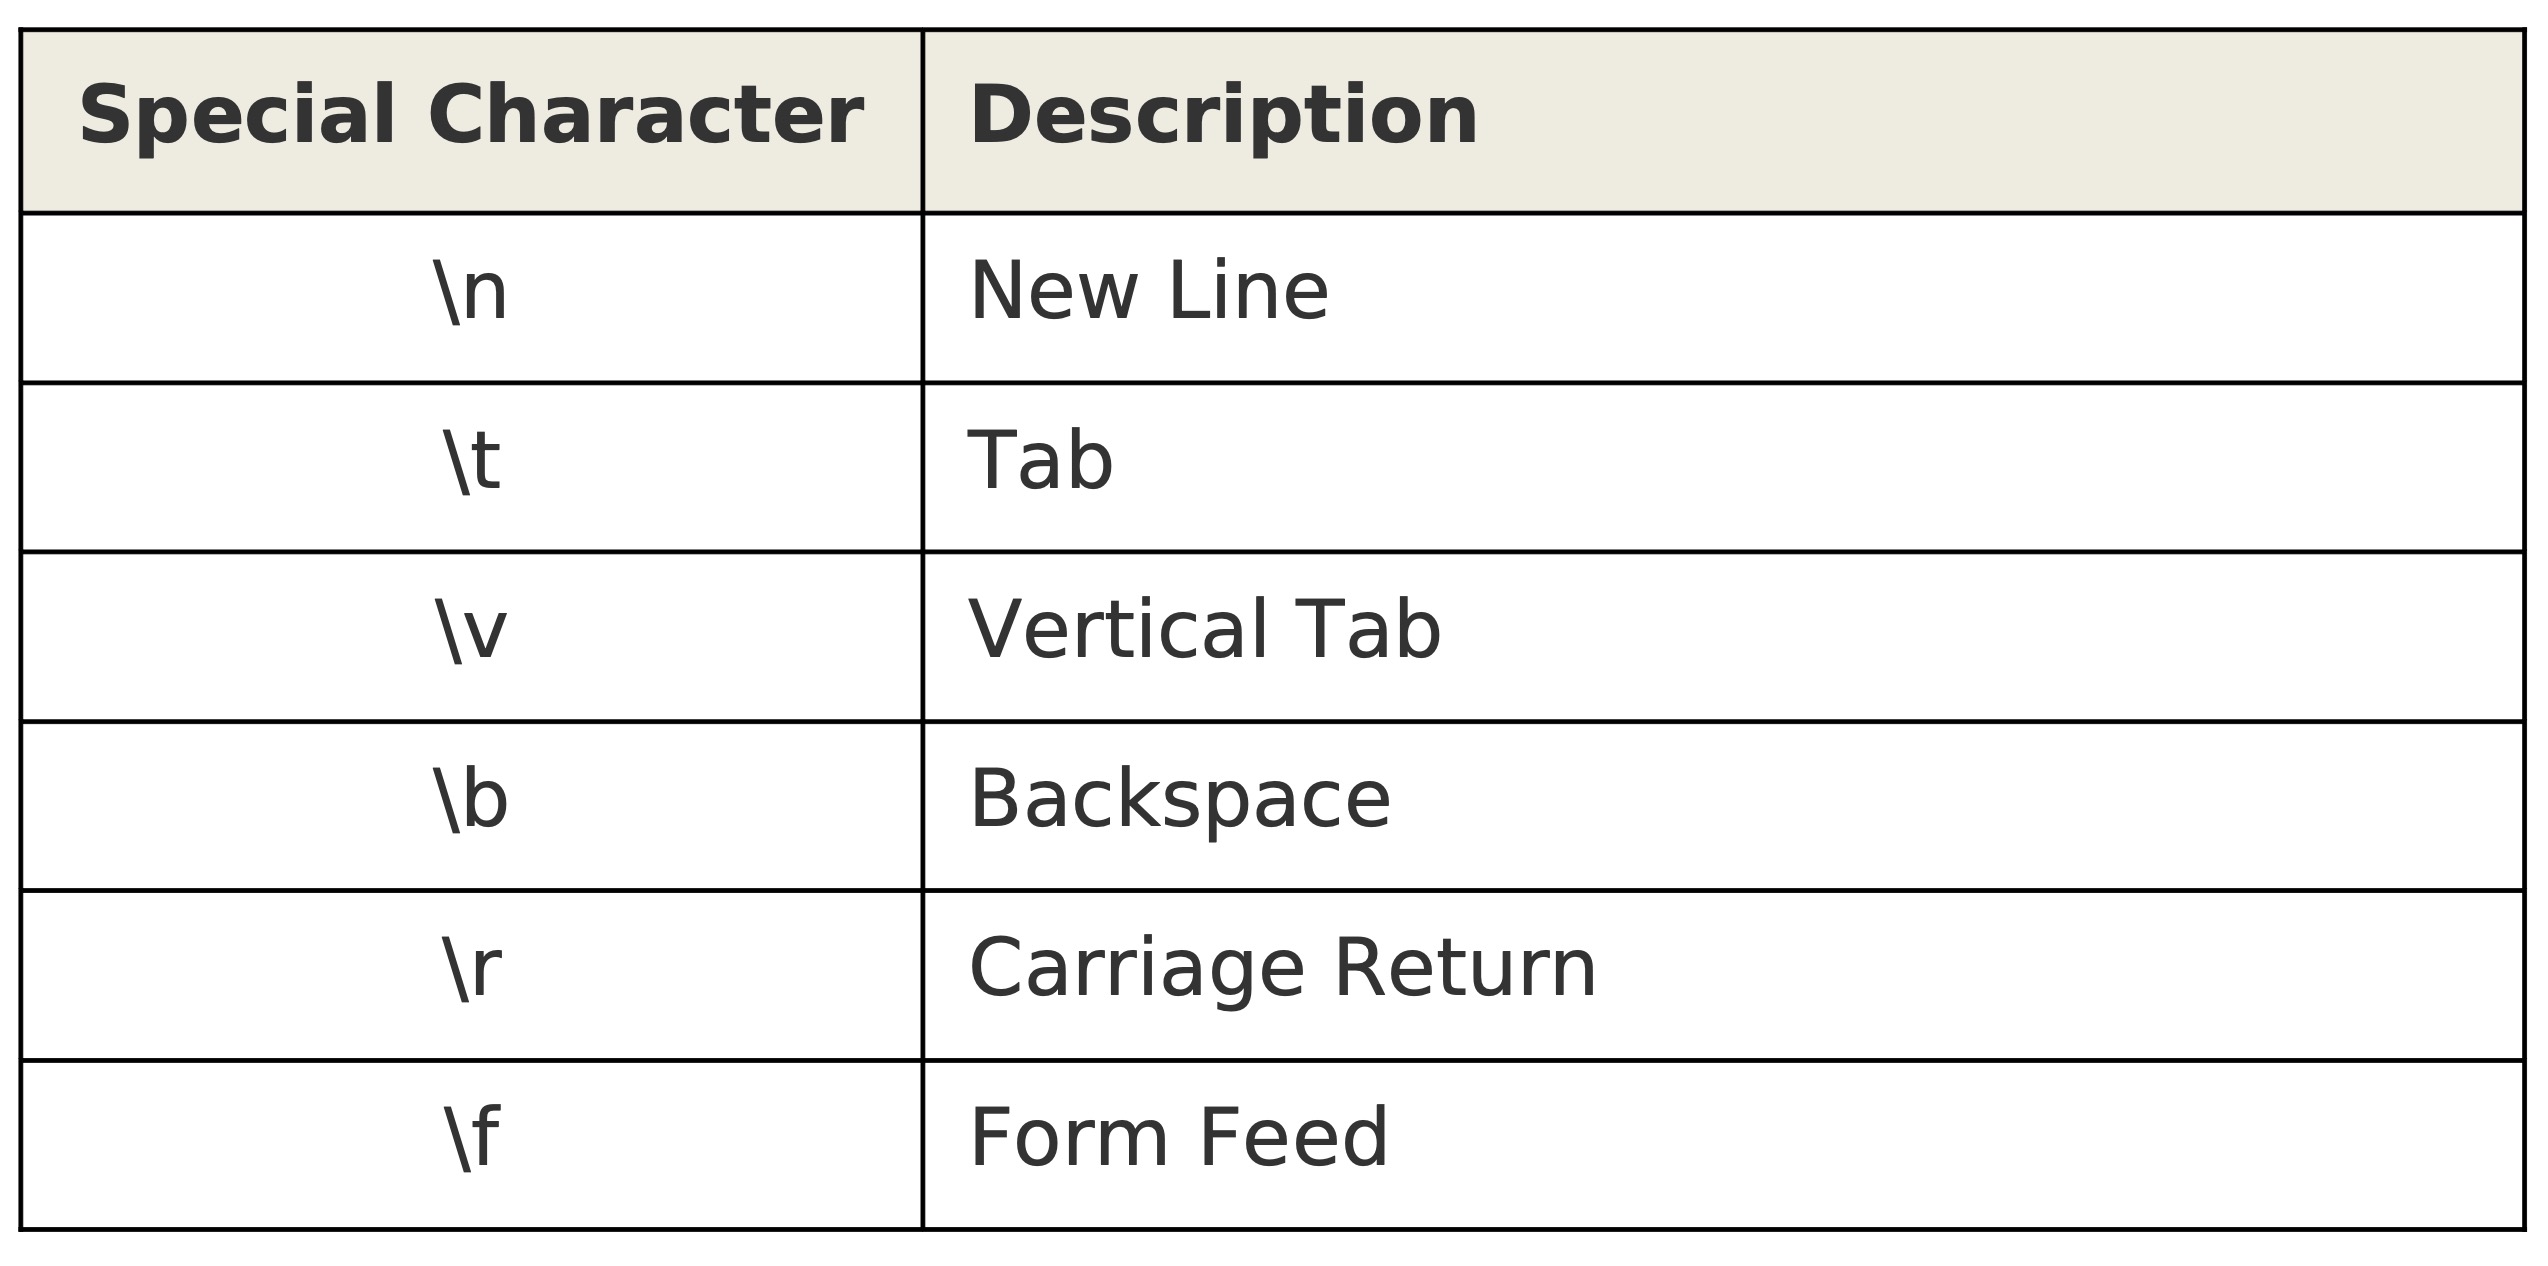 Special Character Description
\n New Line
\t Tab
\v Vertical Tab
\b Backspace
\r Carriage Return
\f Form Feed